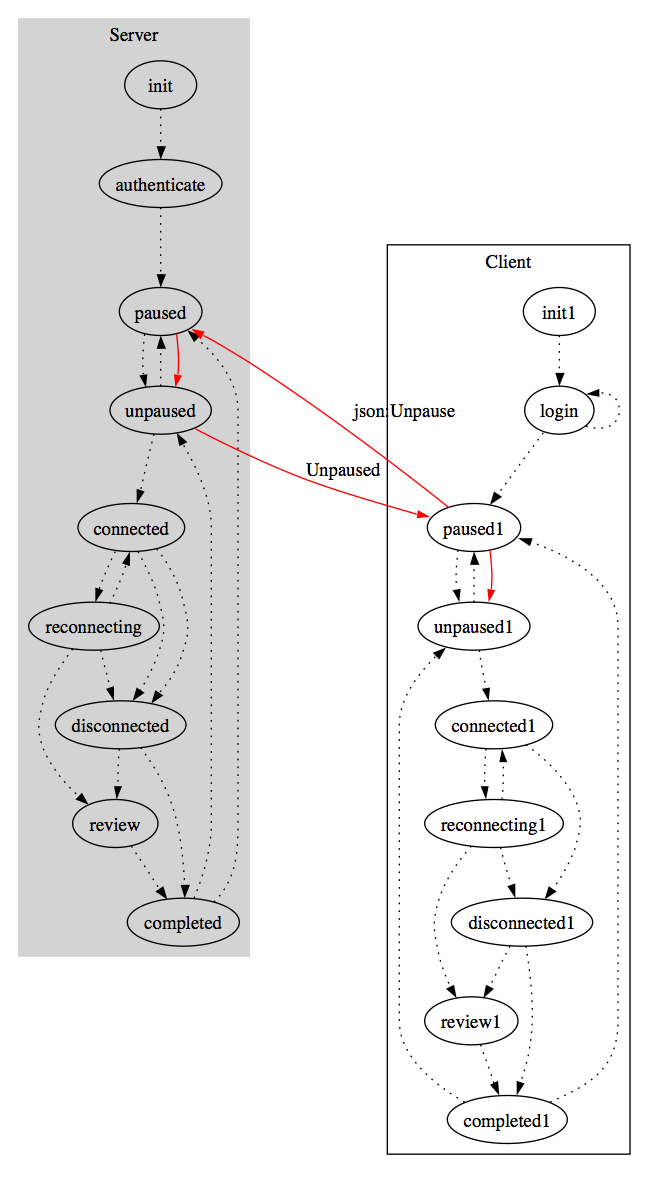 Server
init
authenticate
paused
unpaused
connected
reconnecting
disconnected
review
completed
json:Unpause
Unpaused
Client
init1
login
paused1
unpaused1
connected1
reconnecting1
disconnected1
review1
completed1